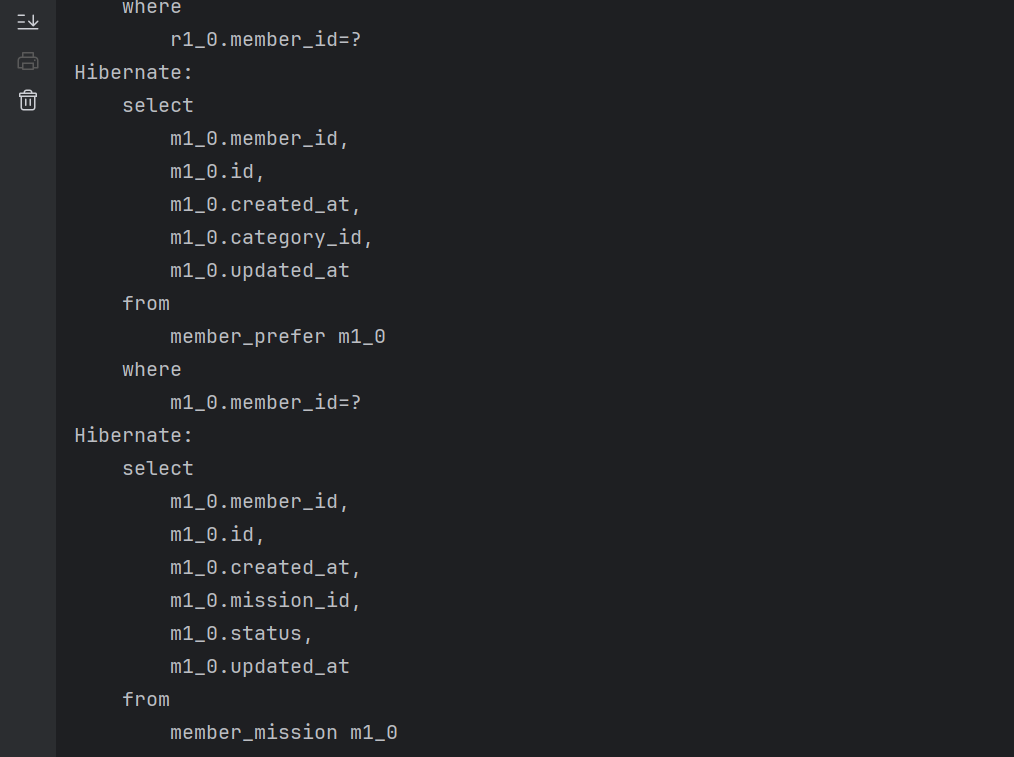 where
r1_0.member_id=?
Hibernate:
select
m1_0.member_id,
m1_0.id,
m1_0.created_at,
m1_0.category_id,
m1_0.updated_at
from
member_prefer m1_0
where
m1_0.member_id=?
Hibernate:
select
m1_0.member_id,
m1_0.id,
m1_0.created_at,
m1_0.mission_id,
m1_0.status,
m1_0.updated_at
from
member_mission m1_0